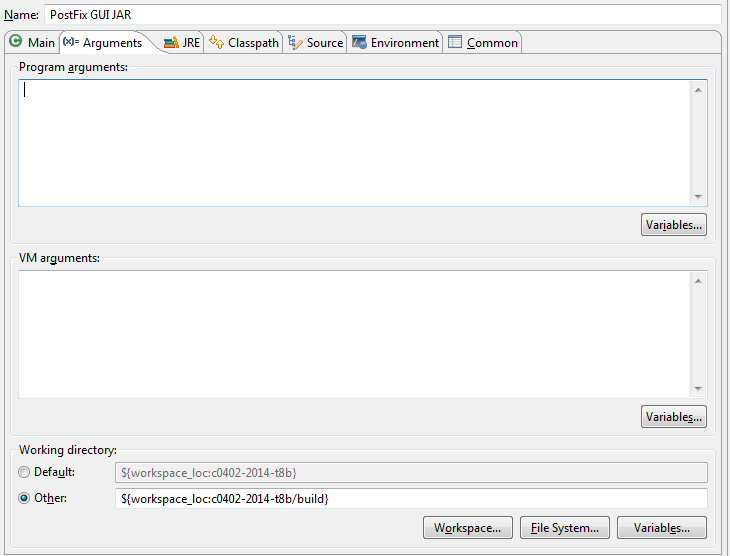 Name: PostFix GUI JAR
Main (x)= Arguments JRE Classpath Source Environment Common
Program arguments:
Variables...
VM arguments:
Variables...
Working directory:
Default: ${workspace_loc:c0402-2014-t8b}
Other: ${workspace_loc:c0402-2014-t8b/build}
Workspace... File System... Variables...